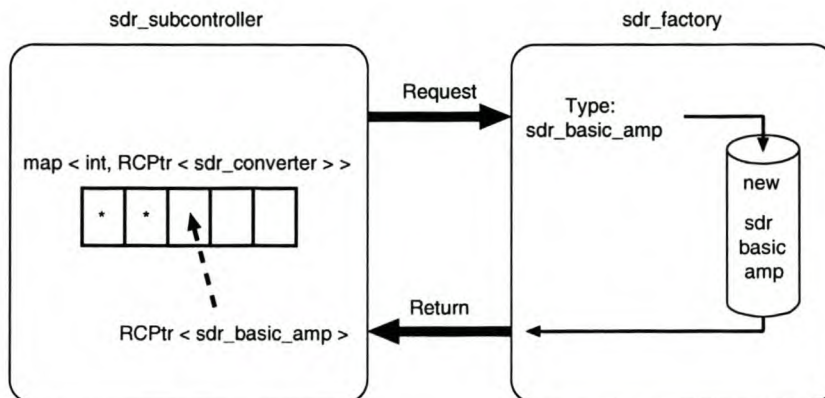 sdr_subcontroller
sdr_factory
Request
Type:
sdr_basic_amp
map < int, RCPtr < sdr_converter > >
* *
new
sdr
basic
amp
Return
RCPtr < sdr_basic_amp >